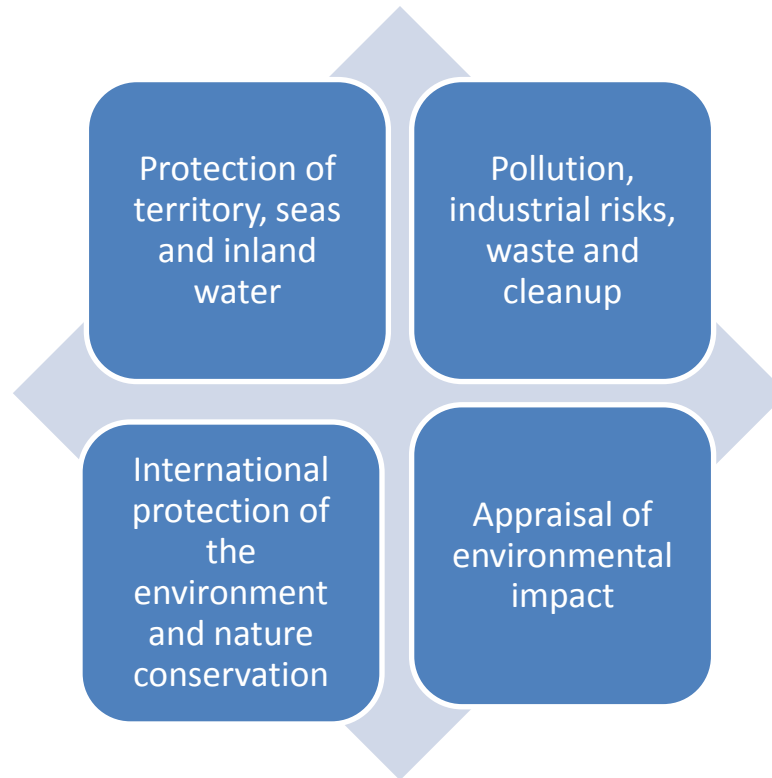 Protection of
territory, seas
and inland
water
Pollution,
industrial risks,
waste and
cleanup
International
protection of
the
environment
and nature
conservation
Appraisal of
environmental
impact